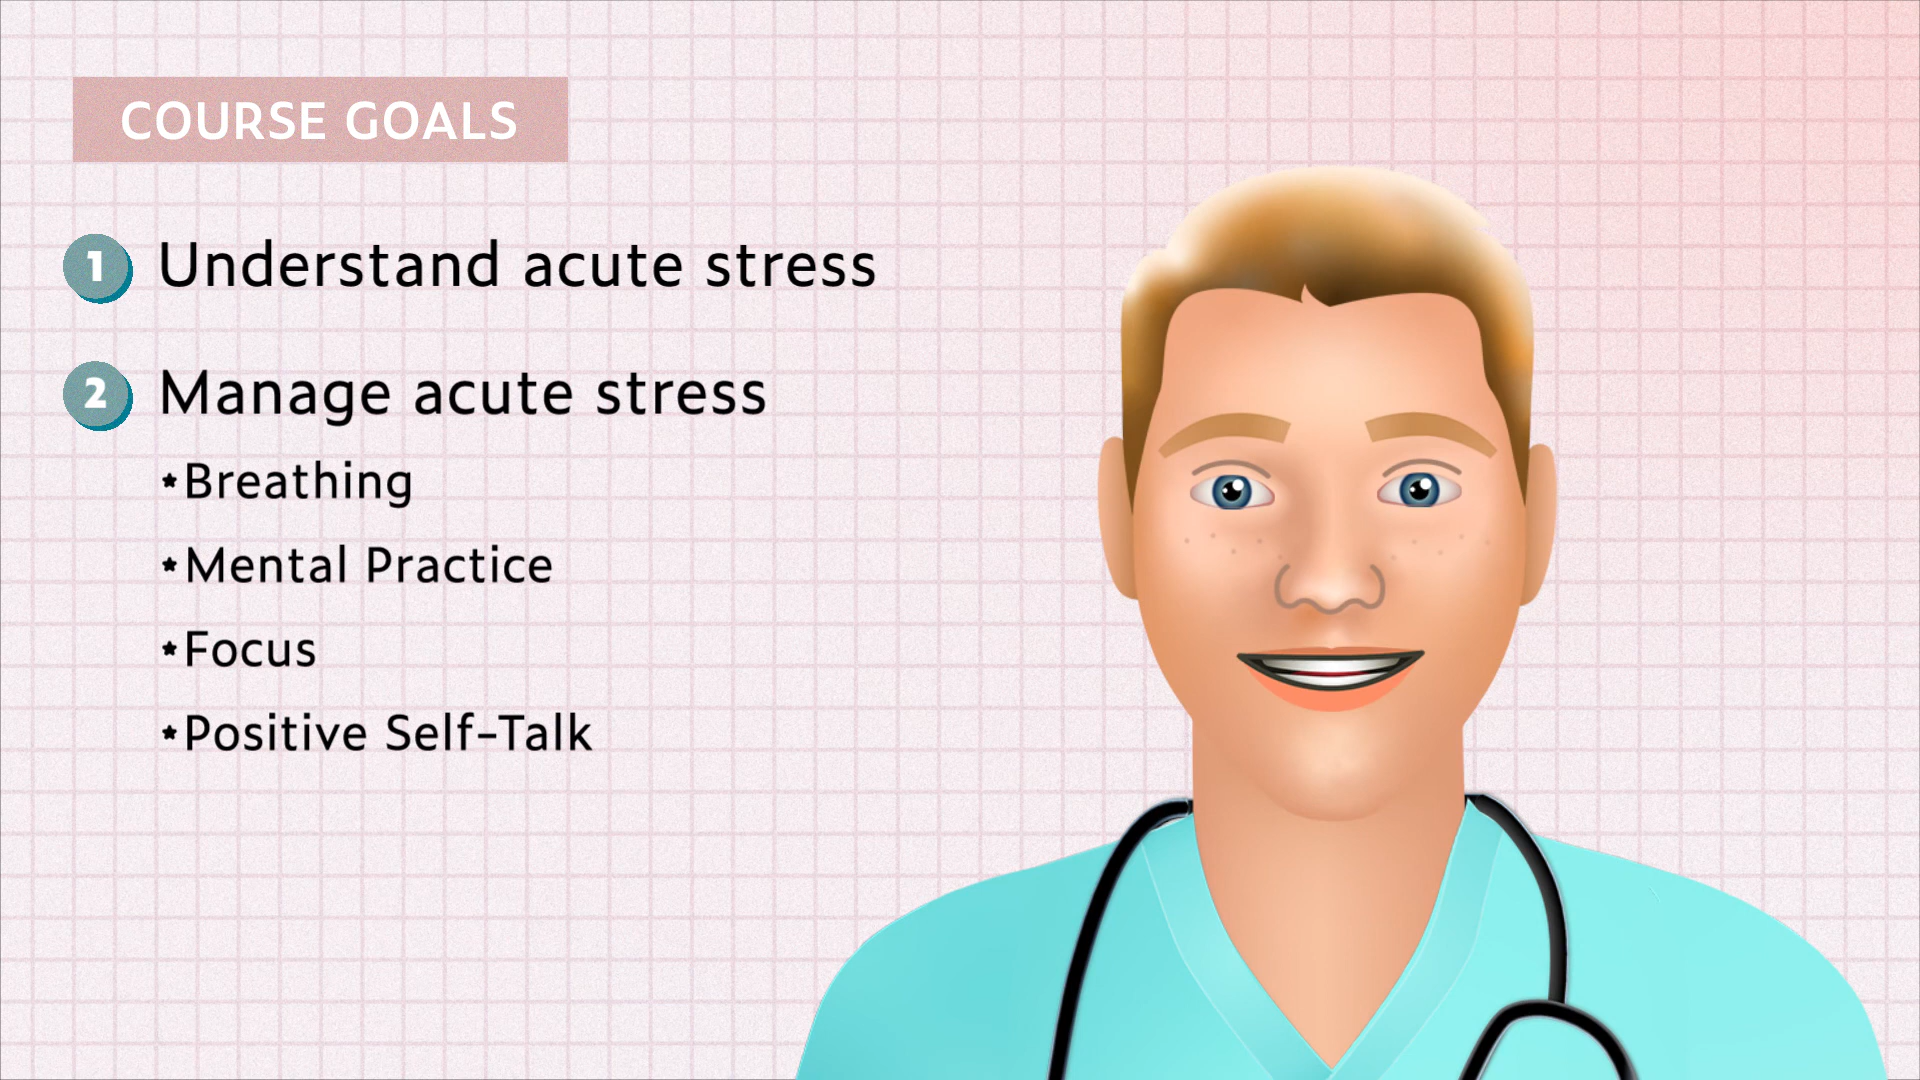 COURSE GOALS
1 Understand acute stress
2 Manage acute stress
⋆Breathing
⋆Mental Practice
⋆Focus
⋆Positive Self-Talk